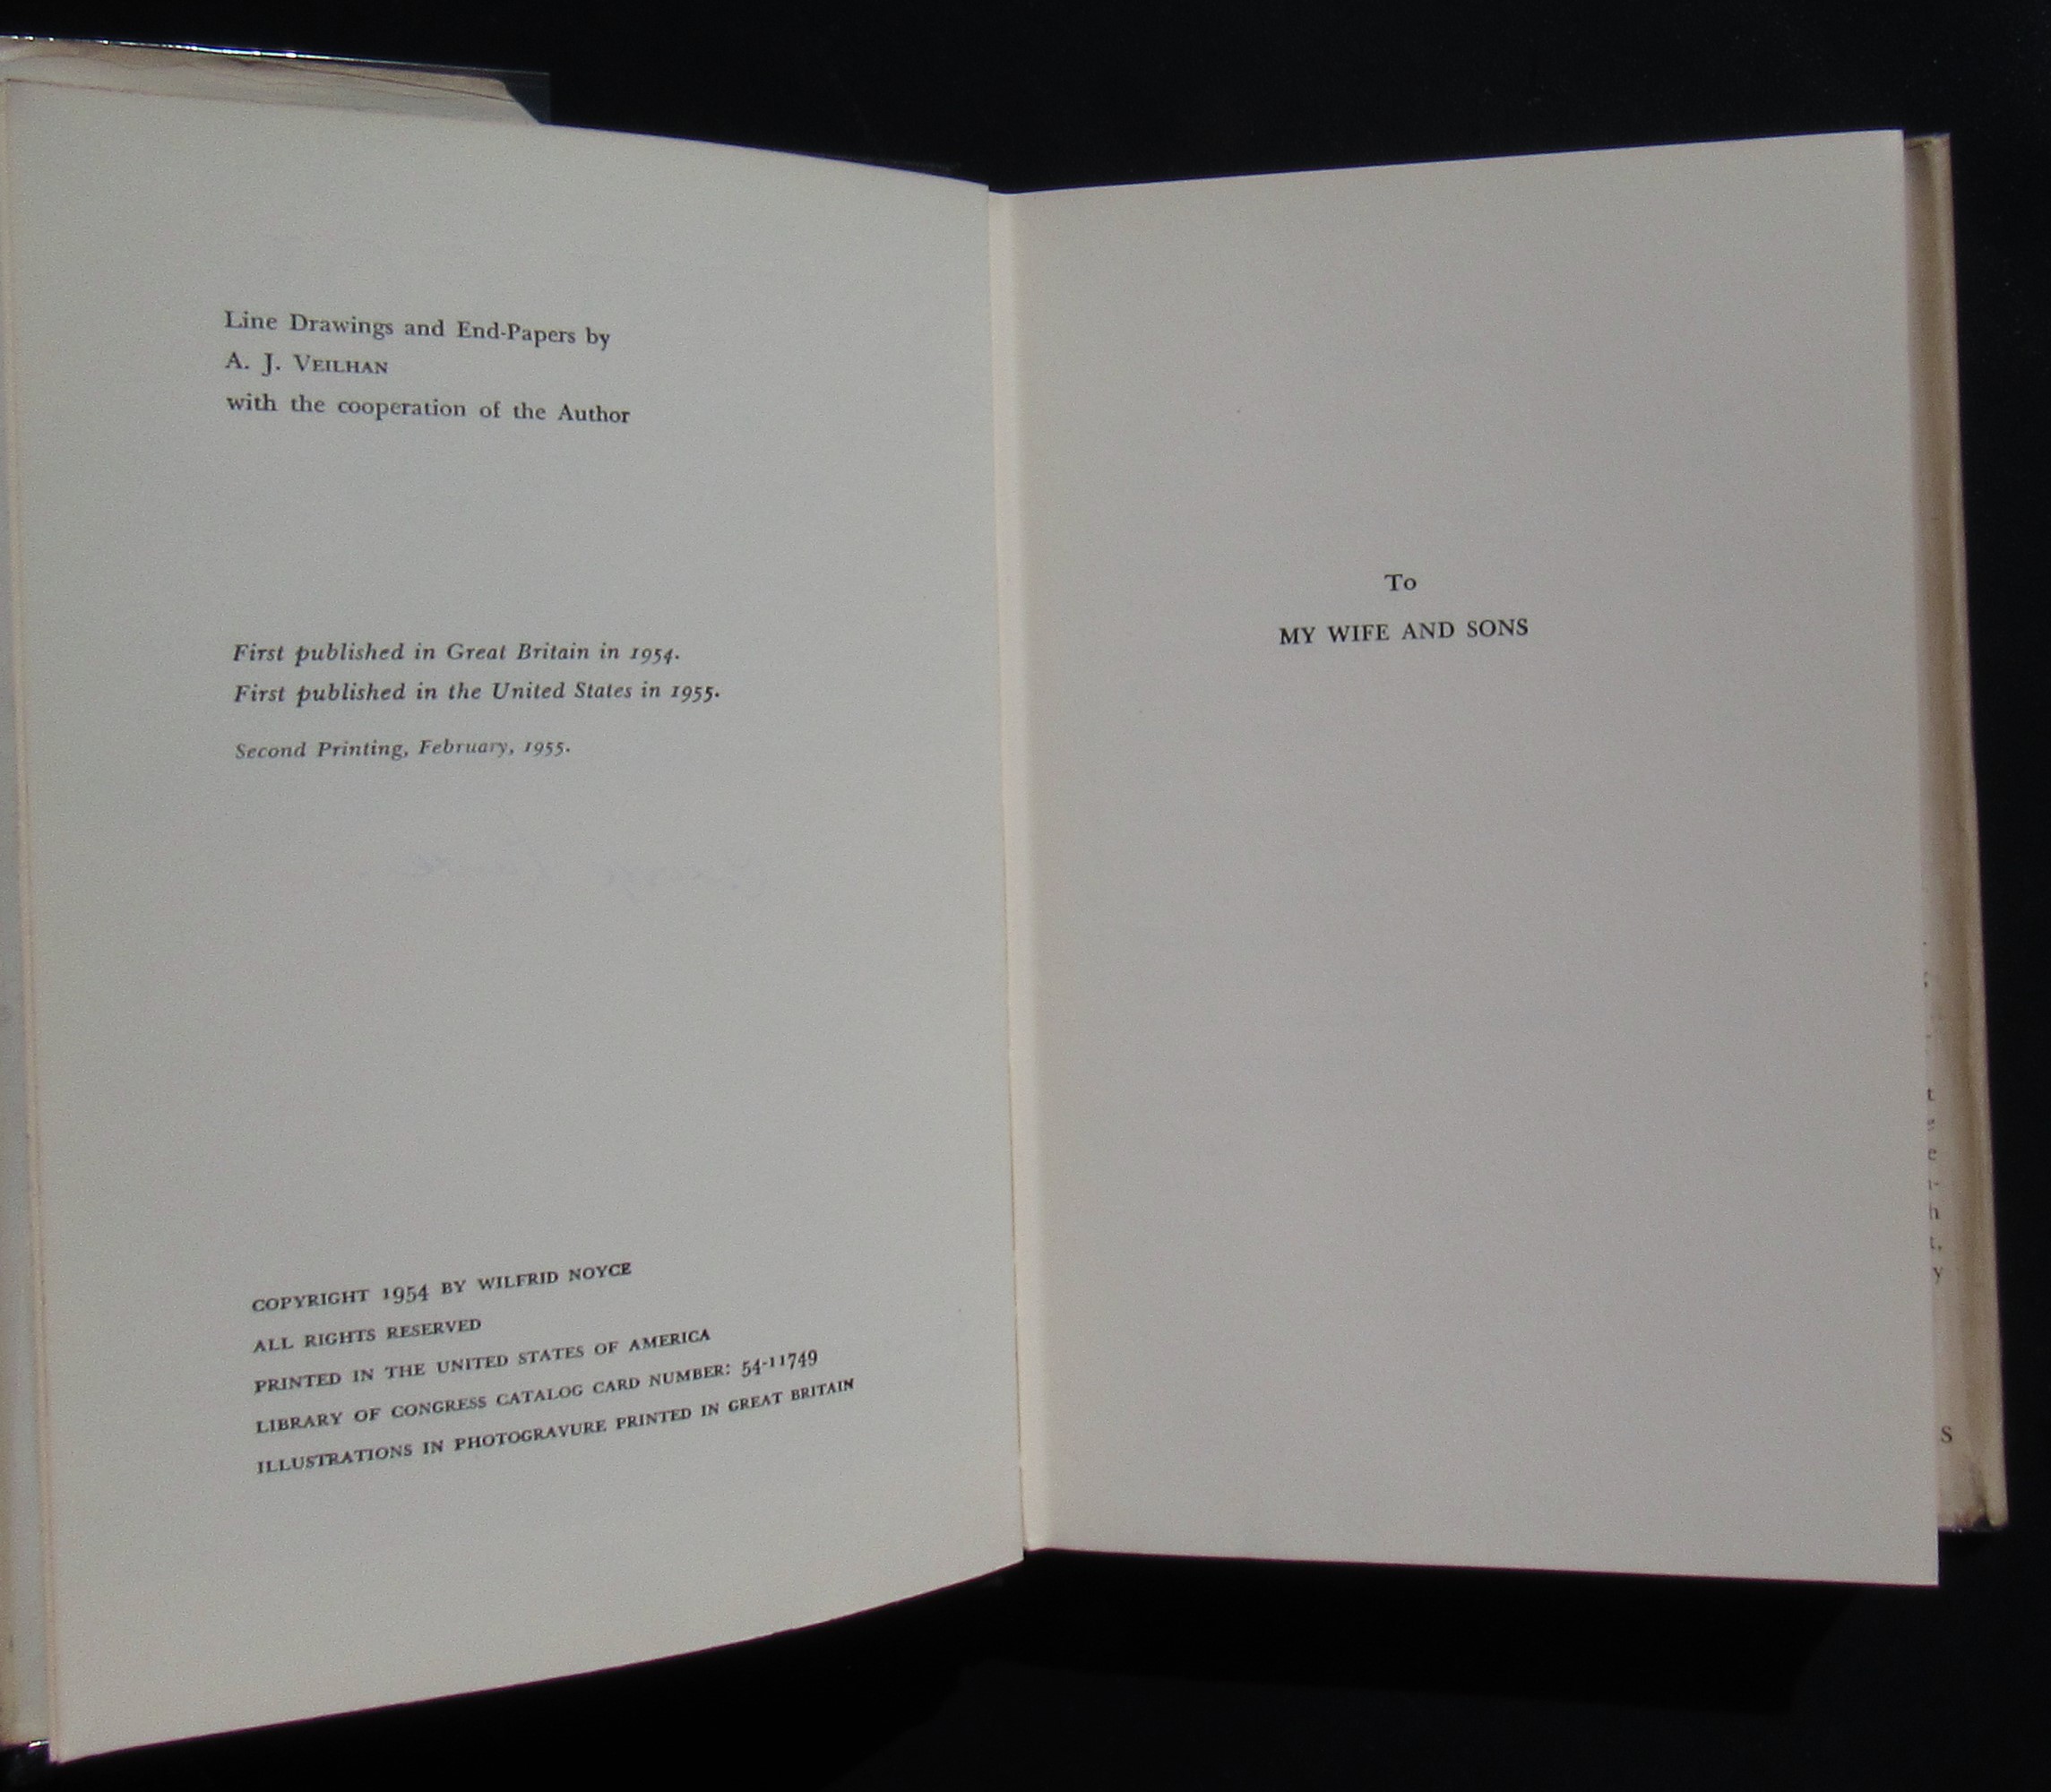 Line Drawings and End-Papers by
A. J. VEILHAN
with the cooperation of the Author
First published in Great Britain in 1954.
First published in the United States in 1955.
Second Printing, February, 1955.
COPYRIGHT 1954 BY WILFRID NOYCE
ALL RIGHTS RESERVED
PRINTED IN THE UNITED STATES OF AMERICA
LIBRARY OF CONGRESS CATALOG CARD NUMBER: 54-11749
ILLUSTRATIONS IN PHOTOGRAVURE PRINTED IN GREAT BRITAIN
To
MY WIFE AND SONS